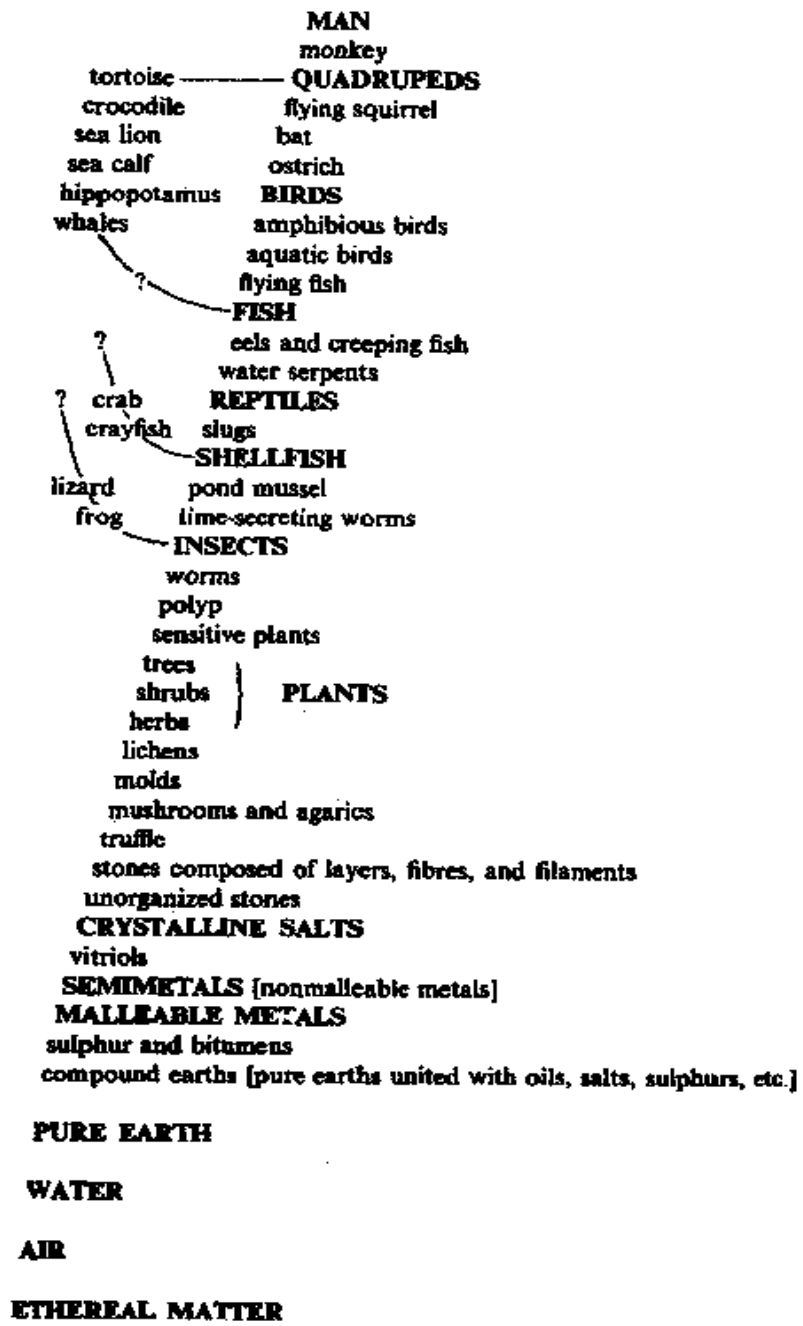 MAN
monkey
tortoise QUADRUPEDS
crocodile flying squirrel
sea lion bat
sea calf ostrich
hippopotamus BIRDS
whales amphibious birds
aquatic birds
? flying fish
FISH
? eels and creeping fish
water serpents
? crab REPTILES
crayfish slugs
SHELLFISH
lizard pond mussel
frog lime-secreting worms
INSECTS
worms
polyp
sensitive plants
trees
shrubs } PLANTS
herbs
lichens
molds
mushrooms and agarics
truffle
stones composed of layers, fibres, and filaments
unorganized stones
CRYSTALLINE SALTS
vitriols
SEMIMETALS [nonmalleable metals]
MALLEABLE METALS
sulphur and bitumens
compound earths [pure earths united with oils, salts, sulphurs, etc.]
PURE EARTH
WATER
AIR
ETHEREAL MATTER